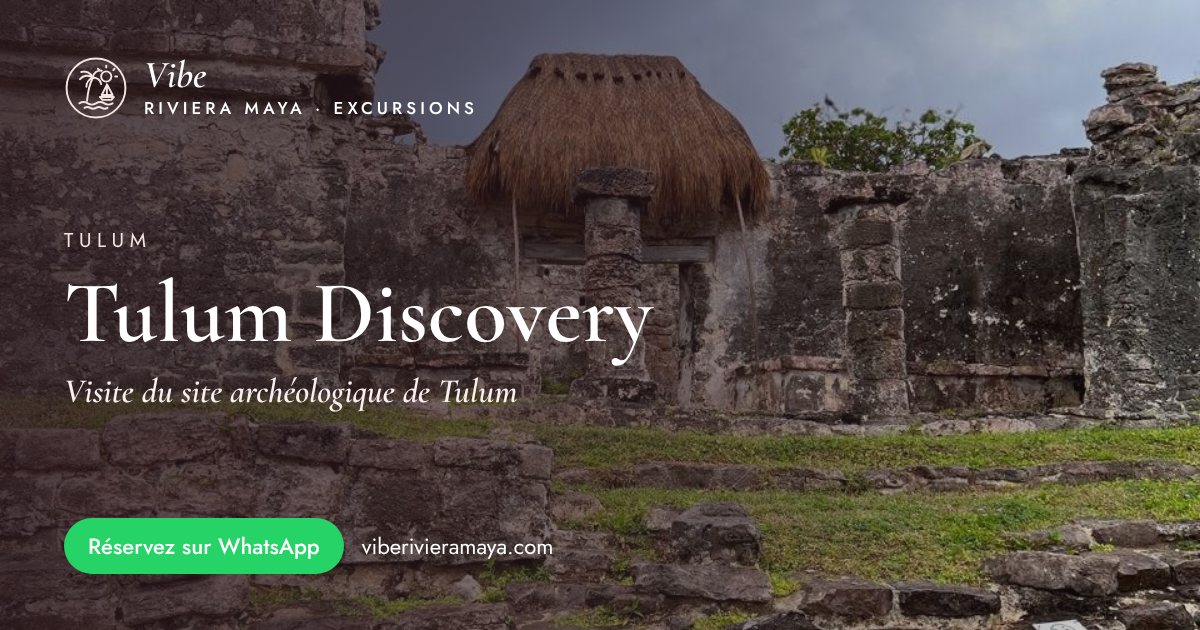 Vibe
RIVIERA MAYA · EXCURSIONS
TULUM
Tulum Discovery
Visite du site archéologique de Tulum
Réservez sur WhatsApp
viberivieramaya.com